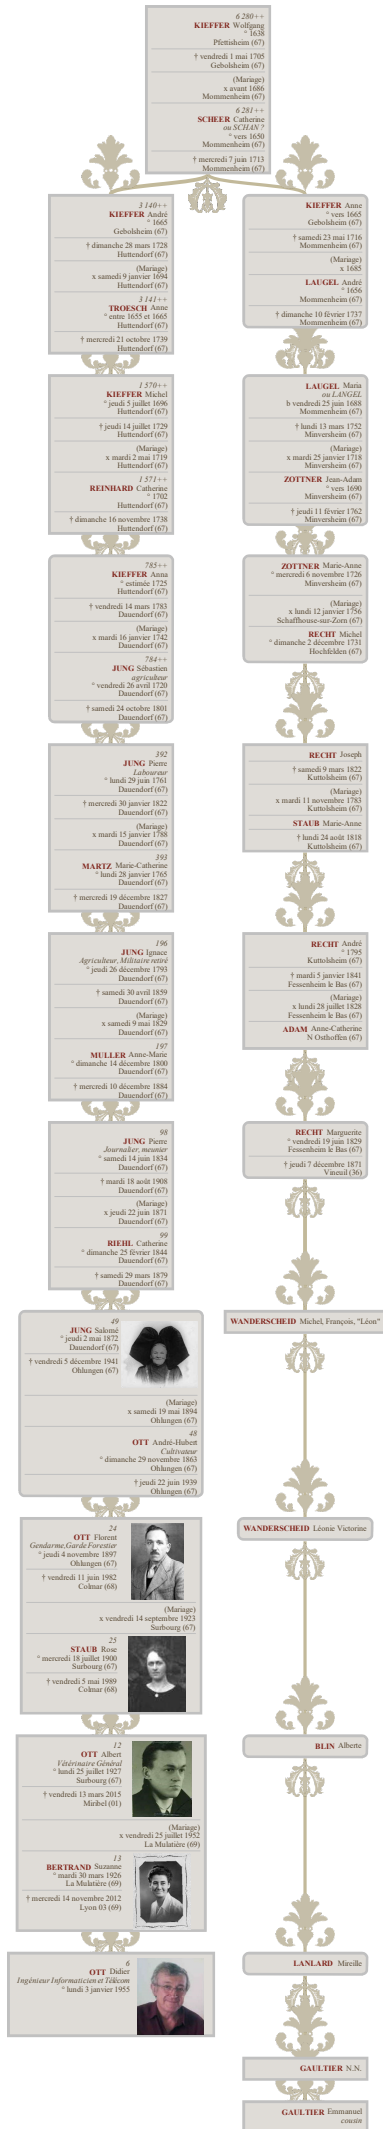 6 280++
KIEFFER Wolfgang
° 1638
Pfettisheim (67)
† vendredi 1 mai 1705
Gebolsheim (67)
(Mariage)
x avant 1686
Mommenheim (67)
6 281++
SCHEER Catherine
ou SCHAN ?
° vers 1650
Mommenheim (67)
† mercredi 7 juin 1713
Mommenheim (67)
3 140++
KIEFFER André
° 1665
Gebolsheim (67)
† dimanche 28 mars 1728
Huttendorf (67)
(Mariage)
x samedi 9 janvier 1694
Huttendorf (67)
3 141++
TROESCH Anne
° entre 1655 et 1665
Huttendorf (67)
† mercredi 21 octobre 1739
Huttendorf (67)
KIEFFER Anne
° vers 1665
Gebolsheim (67)
† samedi 23 mai 1716
Mommenheim (67)
(Mariage)
x 1685
LAUGEL André
° 1656
Mommenheim (67)
† dimanche 10 février 1737
Mommenheim (67)
1 570++
KIEFFER Michel
° jeudi 5 juillet 1696
Huttendorf (67)
† jeudi 14 juillet 1729
Huttendorf (67)
(Mariage)
x mardi 2 mai 1719
Huttendorf (67)
1 571++
REINHARD Catherine
° 1702
Huttendorf (67)
† dimanche 16 novembre 1738
Huttendorf (67)
LAUGEL Maria
ou LANGEL
b vendredi 25 juin 1688
Mommenheim (67)
† lundi 13 mars 1752
Minversheim (67)
(Mariage)
x mardi 25 janvier 1718
Minversheim (67)
ZOTTNER Jean-Adam
° vers 1690
Minversheim (67)
† jeudi 11 février 1762
Minversheim (67)
785++
KIEFFER Anna
° estimée 1725
Huttendorf (67)
† vendredi 14 mars 1783
Dauendorf (67)
(Mariage)
x mardi 16 janvier 1742
Dauendorf (67)
784++
JUNG Sébastien
agriculteur
° vendredi 26 avril 1720
Dauendorf (67)
† samedi 24 octobre 1801
Dauendorf (67)
ZOTTNER Marie-Anne
° mercredi 6 novembre 1726
Minversheim (67)
(Mariage)
x lundi 12 janvier 1756
Schaffhouse-sur-Zorn (67)
RECHT Michel
° dimanche 2 décembre 1731
Hochfelden (67)
392
JUNG Pierre
Laboureur
° lundi 29 juin 1761
Dauendorf (67)
† mercredi 30 janvier 1822
Dauendorf (67)
(Mariage)
x mardi 15 janvier 1788
Dauendorf (67)
393
MARTZ Marie-Catherine
° lundi 28 janvier 1765
Dauendorf (67)
† mercredi 19 décembre 1827
Dauendorf (67)
RECHT Joseph
† samedi 9 mars 1822
Kuttolsheim (67)
(Mariage)
x mardi 11 novembre 1783
Kuttolsheim (67)
STAUB Marie-Anne
† lundi 24 août 1818
Kuttolsheim (67)
196
JUNG Ignace
Agriculteur, Militaire retiré
° jeudi 26 décembre 1793
Dauendorf (67)
† samedi 30 avril 1859
Dauendorf (67)
(Mariage)
x samedi 9 mai 1829
Dauendorf (67)
197
MULLER Anne-Marie
° dimanche 14 décembre 1800
Dauendorf (67)
† mercredi 10 décembre 1884
Dauendorf (67)
RECHT André
° 1795
Kuttolsheim (67)
† mardi 5 janvier 1841
Fessenheim le Bas (67)
(Mariage)
x lundi 28 juillet 1828
Fessenheim le Bas (67)
ADAM Anne-Catherine
N Osthoffen (67)
98
JUNG Pierre
Journalier, meunier
° samedi 14 juin 1834
Dauendorf (67)
† mardi 18 août 1908
Dauendorf (67)
(Mariage)
x jeudi 22 juin 1871
Dauendorf (67)
99
RIEHL Catherine
° dimanche 25 février 1844
Dauendorf (67)
† samedi 29 mars 1879
Dauendorf (67)
RECHT Marguerite
° vendredi 19 juin 1829
Fessenheim le Bas (67)
† jeudi 7 décembre 1871
Vineuil (36)
49
JUNG Salomé
° jeudi 2 mai 1872
Dauendorf (67)
† vendredi 5 décembre 1941
Ohlungen (67)
(Mariage)
x samedi 19 mai 1894
Ohlungen (67)
48
OTT André-Hubert
Cultivateur
° dimanche 29 novembre 1863
Ohlungen (67)
† jeudi 22 juin 1939
Ohlungen (67)
WANDERSCHEID Michel, François, "Léon"
24
OTT Florent
Gendarme,Garde Forestier
° jeudi 4 novembre 1897
Ohlungen (67)
† vendredi 11 juin 1982
Colmar (68)
(Mariage)
x vendredi 14 septembre 1923
Surbourg (67)
25
STAUB Rose
° mercredi 18 juillet 1900
Surbourg (67)
† vendredi 5 mai 1989
Colmar (68)
WANDERSCHEID Léonie Victorine
12
OTT Albert
Vétérinaire Général
° lundi 25 juillet 1927
Surbourg (67)
† vendredi 13 mars 2015
Miribel (01)
(Mariage)
x vendredi 25 juillet 1952
La Mulatière (69)
13
BERTRAND Suzanne
° mardi 30 mars 1926
La Mulatière (69)
† mercredi 14 novembre 2012
Lyon 03 (69)
BLIN Alberte
6
OTT Didier
Ingénieur Informaticien et Télécom
° lundi 3 janvier 1955
LANLARD Mireille
GAULTIER N.N.
GAULTIER Emmanuel
cousin